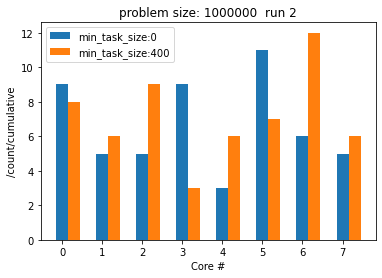 problem size: 1000000  run 2
min_task_size:0
min_task_size:400
/count/cumulative
12
10
8
6
4
2
0
0 1 2 3 4 5 6 7
Core #